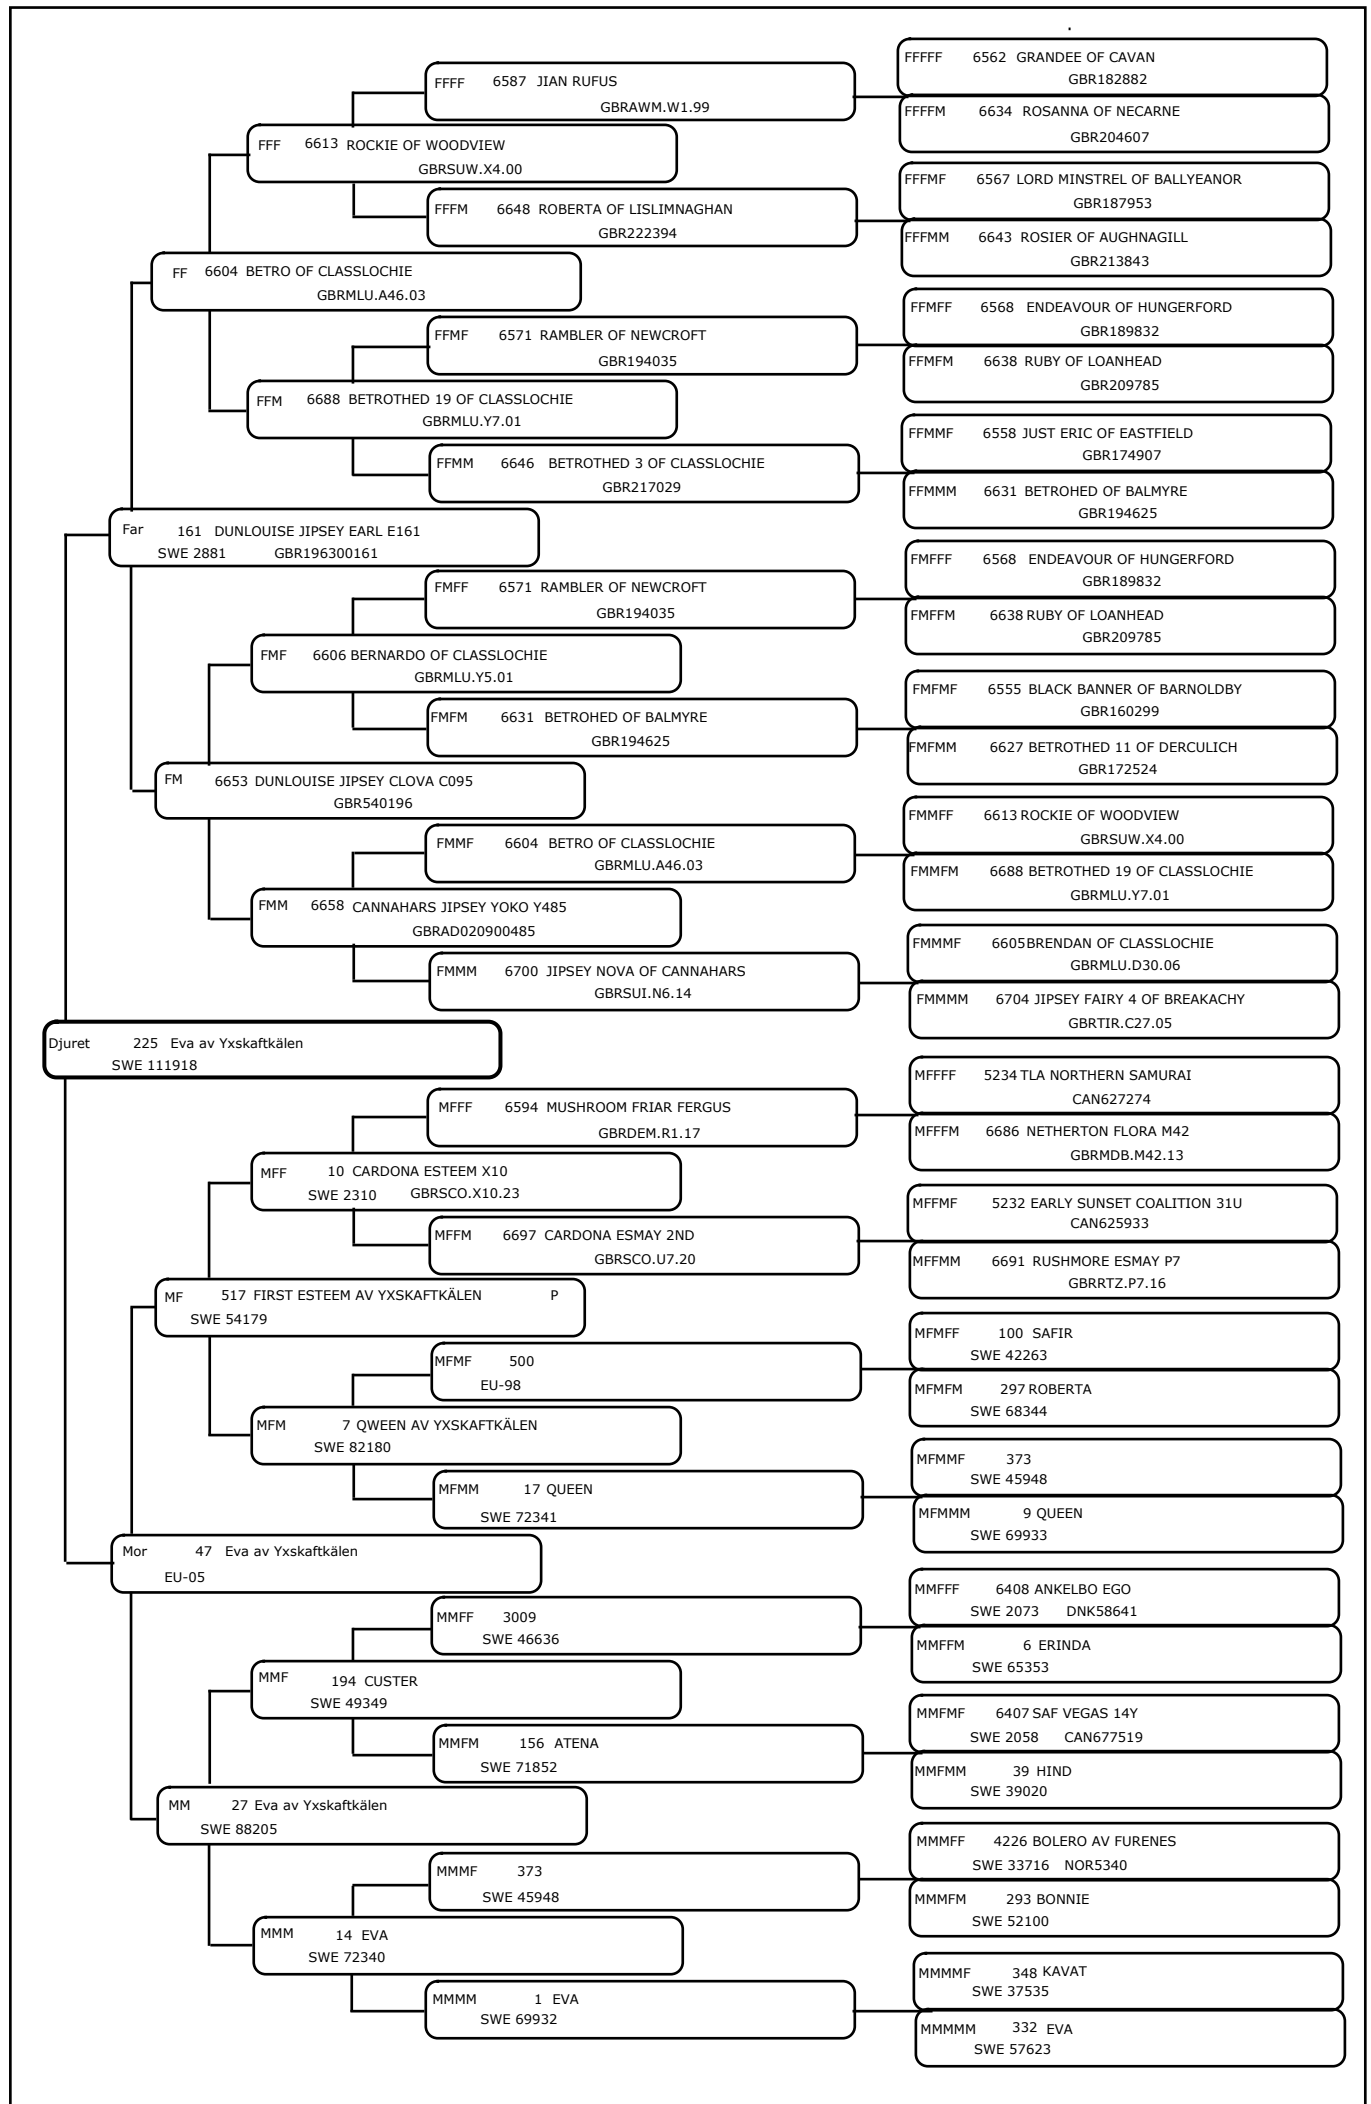 FFFFF 6562 GRANDEE OF CAVAN
GBR182882
FFFF 6587 JIAN RUFUS
GBRAWM.W1.99
FFFFM 6634 ROSANNA OF NECARNE
GBR204607
FFF 6613 ROCKIE OF WOODVIEW
GBRSUW.X4.00
FFFMF 6567 LORD MINSTREL OF BALLYEANOR
GBR187953
FFFM 6648 ROBERTA OF LISLIMNAGHAN
GBR222394
FFFMM 6643 ROSIER OF AUGHNAGILL
GBR213843
FF 6604 BETRO OF CLASSLOCHIE
GBRMLU.A46.03
FFMFF 6568 ENDEAVOUR OF HUNGERFORD
GBR189832
FFMF 6571 RAMBLER OF NEWCROFT
GBR194035
FFMFM 6638 RUBY OF LOANHEAD
GBR209785
FFM 6688 BETROTHED 19 OF CLASSLOCHIE
GBRMLU.Y7.01
FFMMF 6558 JUST ERIC OF EASTFIELD
GBR174907
FFMM 6646 BETROTHED 3 OF CLASSLOCHIE
GBR217029
FFMMM 6631 BETROHED OF BALMYRE
GBR194625
Far 161 DUNLOUISE JIPSEY EARL E161
SWE 2881 GBR196300161
FMFFF 6568 ENDEAVOUR OF HUNGERFORD
GBR189832
FMFF 6571 RAMBLER OF NEWCROFT
GBR194035
FMFFM 6638 RUBY OF LOANHEAD
GBR209785
FMF 6606 BERNARDO OF CLASSLOCHIE
GBRMLU.Y5.01
FMFMF 6555 BLACK BANNER OF BARNOLDBY
GBR160299
FMFM 6631 BETROHED OF BALMYRE
GBR194625
FMFMM 6627 BETROTHED 11 OF DERCULICH
GBR172524
FM 6653 DUNLOUISE JIPSEY CLOVA C095
GBR540196
FMMFF 6613 ROCKIE OF WOODVIEW
GBRSUW.X4.00
FMMF 6604 BETRO OF CLASSLOCHIE
GBRMLU.A46.03
FMMFM 6688 BETROTHED 19 OF CLASSLOCHIE
GBRMLU.Y7.01
FMM 6658 CANNAHARS JIPSEY YOKO Y485
GBRAD020900485
FMMMF 6605BRENDAN OF CLASSLOCHIE
GBRMLU.D30.06
FMMM 6700 JIPSEY NOVA OF CANNAHARS
GBRSUI.N6.14
FMMMM 6704 JIPSEY FAIRY 4 OF BREAKACHY
GBRTIR.C27.05
Djuret 225 Eva av Yxskaftkälen
SWE 111918
MFFFF 5234 TLA NORTHERN SAMURAI
CAN627274
MFFF 6594 MUSHROOM FRIAR FERGUS
GBRDEM.R1.17
MFFFM 6686 NETHERTON FLORA M42
GBRMDB.M42.13
MFF 10 CARDONA ESTEEM X10
SWE 2310 GBRSCO.X10.23
MFFMF 5232 EARLY SUNSET COALITION 31U
CAN625933
MFFM 6697 CARDONA ESMAY 2ND
GBRSCO.U7.20
MFFMM 6691 RUSHMORE ESMAY P7
GBRRTZ.P7.16
MF 517 FIRST ESTEEM AV YXSKAFTKÄLEN P
SWE 54179
MFMFF 100 SAFIR
SWE 42263
MFMF 500
EU-98
MFMFM 297 ROBERTA
SWE 68344
MFM 7 QWEEN AV YXSKAFTKÄLEN
SWE 82180
MFMMF 373
SWE 45948
MFMM 17 QUEEN
SWE 72341
MFMMM 9 QUEEN
SWE 69933
Mor 47 Eva av Yxskaftkälen
EU-05
MMFFF 6408 ANKELBO EGO
SWE 2073 DNK58641
MMFF 3009
SWE 46636
MMFFM 6 ERINDA
SWE 65353
MMF 194 CUSTER
SWE 49349
MMFMF 6407 SAF VEGAS 14Y
SWE 2058 CAN677519
MMFM 156 ATENA
SWE 71852
MMFMM 39 HIND
SWE 39020
MM 27 Eva av Yxskaftkälen
SWE 88205
MMMFF 4226 BOLERO AV FURENES
SWE 33716 NOR5340
MMMF 373
SWE 45948
MMMFM 293 BONNIE
SWE 52100
MMM 14 EVA
SWE 72340
MMMMF 348 KAVAT
SWE 37535
MMMM 1 EVA
SWE 69932
MMMMM 332 EVA
SWE 57623